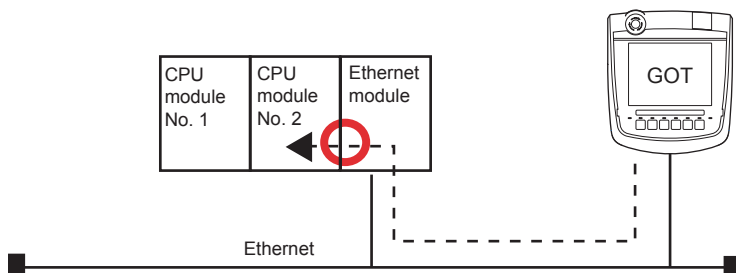 CPU
module
No. 1
CPU
module
No. 2
Ethernet
module
GOT
Ethernet